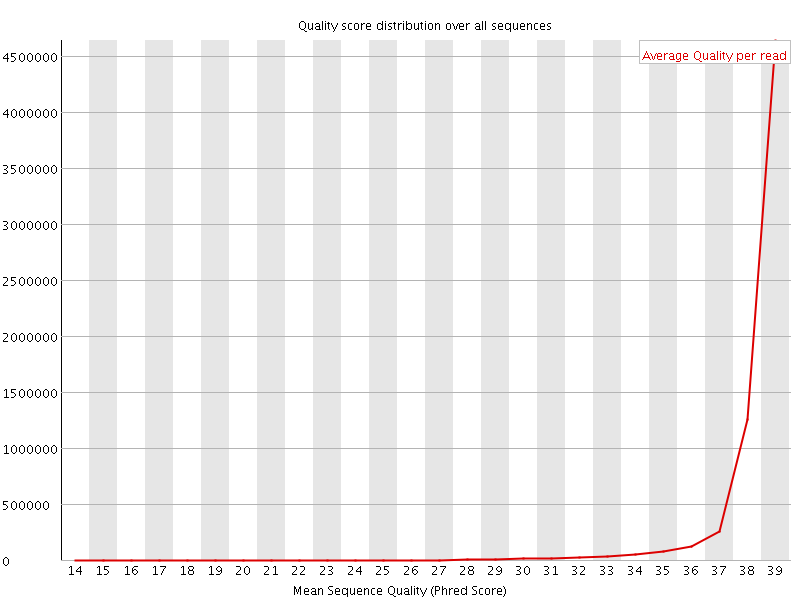 Quality score distribution over all sequences
Average Quality per read
4500000
4000000
3500000
3000000
2500000
2000000
1500000
1000000
500000
0
14 15 16 17 18 19 20 21 22 23 24 25 26 27 28 29 30 31 32 33 34 35 36 37 38 39
Mean Sequence Quality (Phred Score)